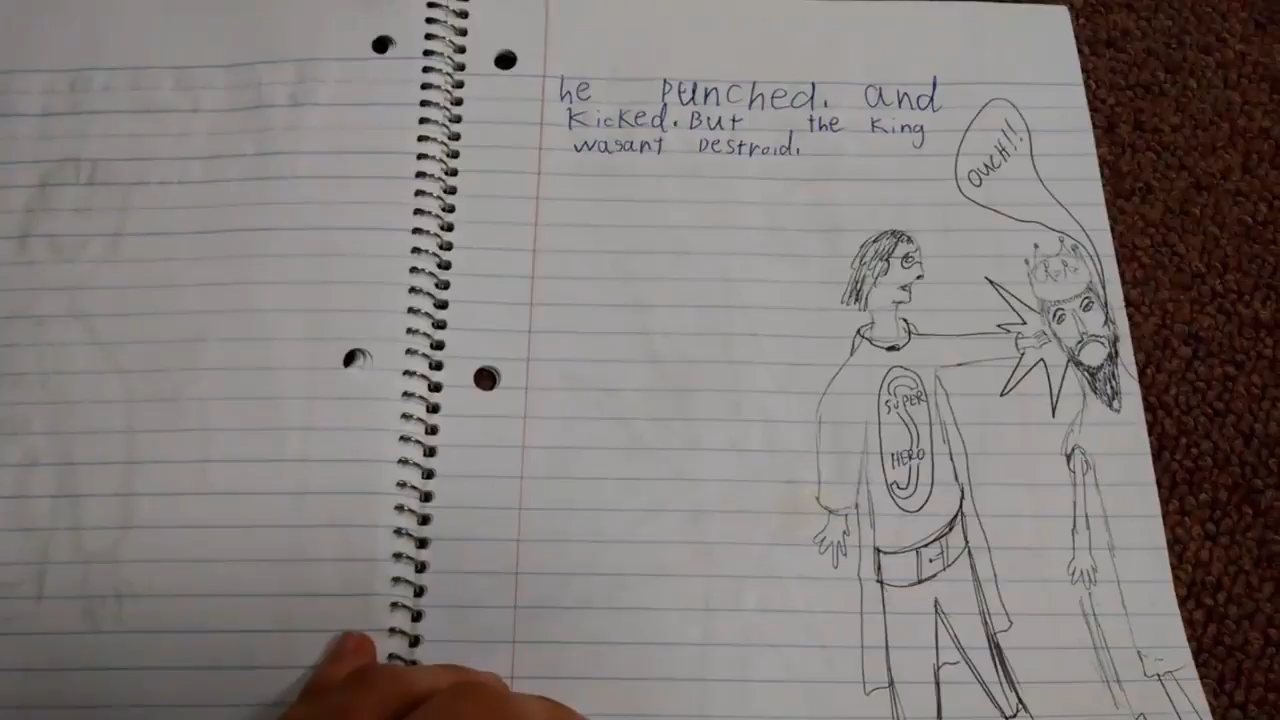 he punched. and
Kicked. But the King
wasant Destroid.
OUCH!!
SUPER
HERO